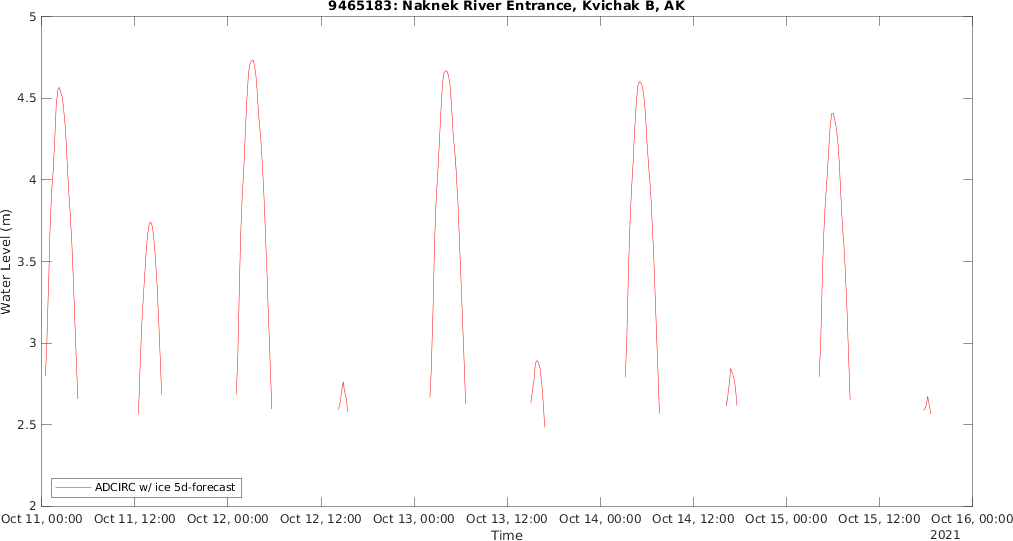 9465183: Naknek River Entrance, Kvichak B, AK
5
4.5
4
3.5
3
2.5
2
Water Level (m)
ADCIRC w/ ice 5d-forecast
Oct 11, 00:00 Oct 11, 12:00 Oct 12, 00:00 Oct 12, 12:00 Oct 13, 00:00 Oct 13, 12:00 Oct 14, 00:00 Oct 14, 12:00 Oct 15, 00:00 Oct 15, 12:00 Oct 16, 00:00
Time
2021